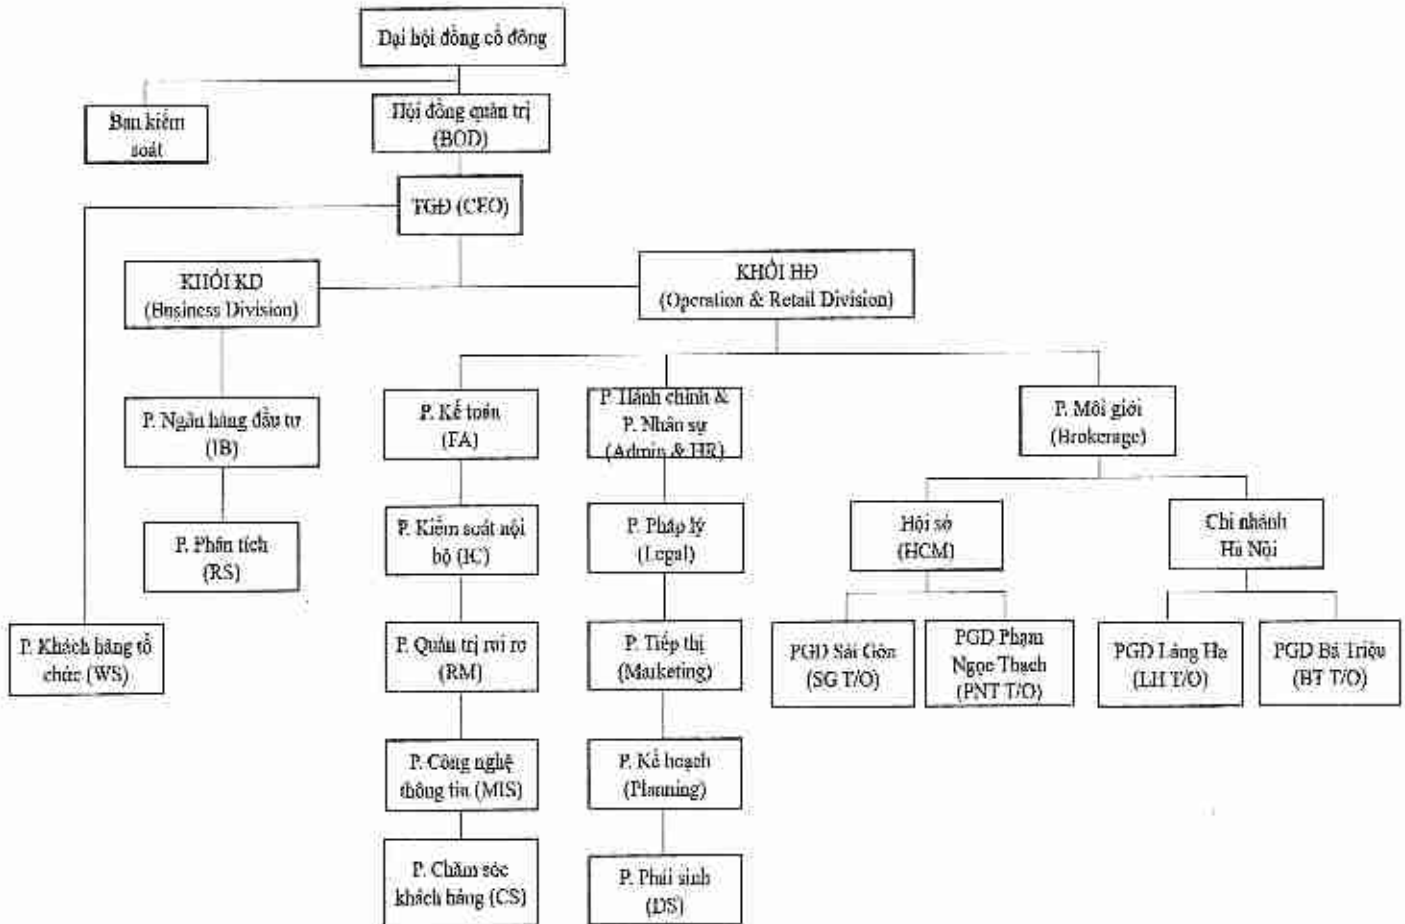 Đại hội đồng cổ đông
Ban kiểm
soát
Hội đồng quản trị
(BOD)
TGĐ (CEO)
KHỐI KD
(Business Division)
KHỐI HĐ
(Operation & Retail Division)
P. Ngân hàng đầu tư
(IB)
P. Kế toán
(FA)
P. Hành chính &
P. Nhân sự
(Admin & HR)
P. Môi giới
(Brokerage)
P. Phân tích
(RS)
P. Kiểm soát nội
bộ (IC)
P. Pháp lý
(Legal)
Hội sở
(HCM)
Chi nhánh
Hà Nội
P. Khách hàng tổ
chức (WS)
P. Quản trị rủi ro
(RM)
P. Tiếp thị
(Marketing)
PGD Sài Gòn
(SG T/O)
PGD Phạm
Ngọc Thạch
(PNT T/O)
PGD Láng Hạ
(LH T/O)
PGD Bà Triệu
(BT T/O)
P. Công nghệ
thông tin (MIS)
P. Kế hoạch
(Planning)
P. Chăm sóc
khách hàng (CS)
P. Phái sinh
(DS)